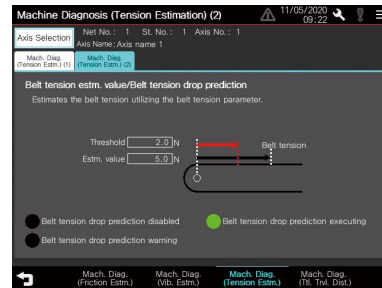 Machine Diagnosis (Tension Estimation) (2)
11/05/2020
09:22
Axis Selection
Net No.: 1 St. No.: 1 Axis No.: 1
Axis Name: Axis name 1
Mach. Diag.
(Tension Estm.) (1)
Mach. Diag.
(Tension Estm.) (2)
Belt tension estm. value/Belt tension drop prediction
Estimates the belt tension utilizing the belt tension parameter.
Threshold 2.0 N
Belt tension
Estm. value 5.0 N
Belt tension drop prediction disabled
Belt tension drop prediction executing
Belt tension drop prediction warning
Mach. Diag.
(Friction Estm.)
Mach. Diag.
(Vib. Estm.)
Mach. Diag.
(Tension Estm.)
Mach. Diag.
(Ttl. Trvl. Dist.)